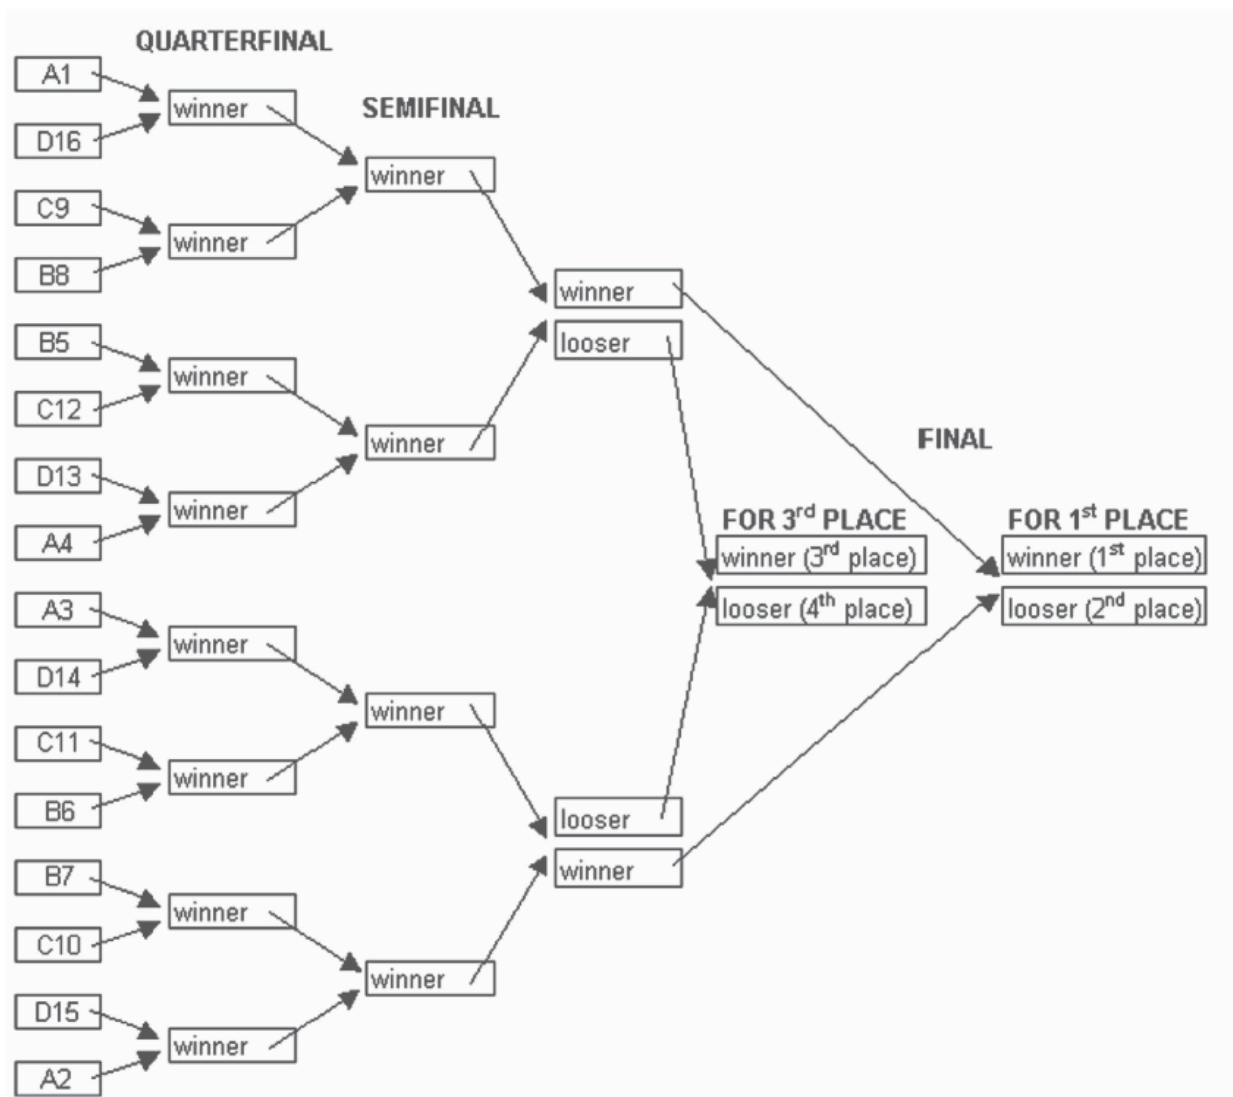 QUARTERFINAL
A1
winner
SEMIFINAL
D16
winner
C9
winner
B8
winner
B5
looser
winner
C12
winner
FINAL
D13
winner
FOR 3rd PLACE
FOR 1st PLACE
A4
winner (3rd place)
winner (1st place)
A3
looser (4th place)
looser (2nd place)
winner
D14
winner
C11
winner
B6
looser
B7
winner
winner
C10
winner
D15
winner
A2